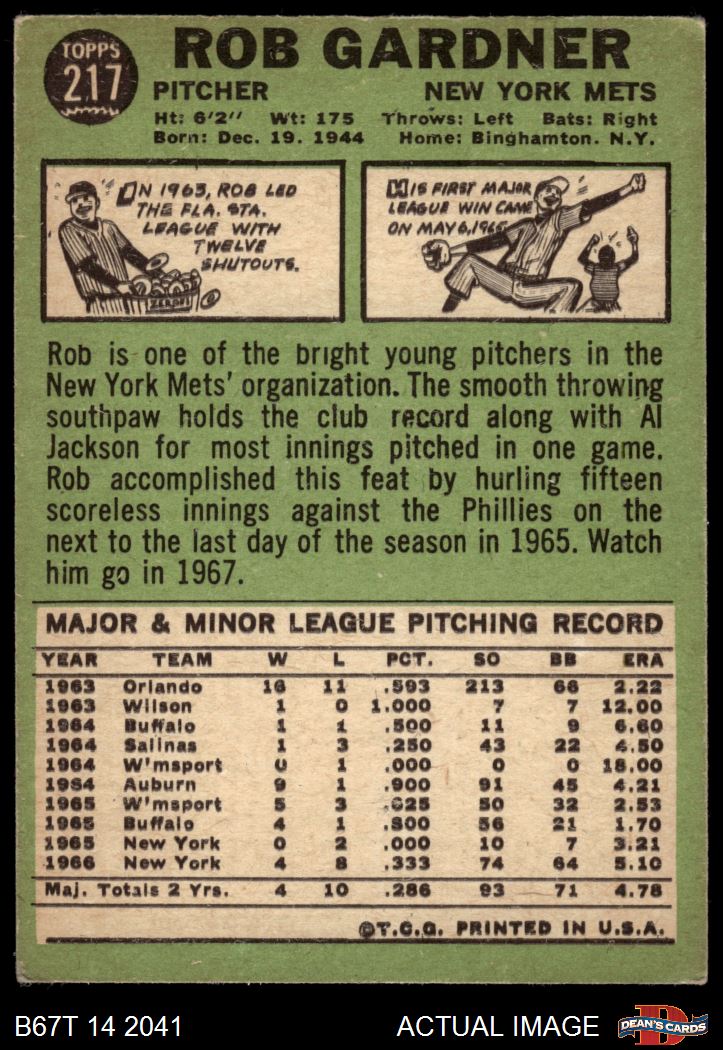 TOPPS
217
ROB GARDNER
PITCHER NEW YORK METS
Ht: 6'2" Wt: 175 Throws: Left Bats: Right
Born: Dec. 19. 1944 Home: Binghamton. N.Y.
IN 1963, ROB LED
THE FLA. STA.
LEAGUE WITH
TWELVE
SHUTOUTS.
ZEROES
HIS FIRST MAJOR
LEAGUE WIN CAME
ON MAY 6, 1966
Rob is one of the bright young pitchers in the
New York Mets' organization. The smooth throwing
southpaw holds the club record along with Al
Jackson for most innings pitched in one game.
Rob accomplished this feat by hurling fifteen
scoreless innings against the Phillies on the
next to the last day of the season in 1965. Watch
him go in 1967.
MAJOR & MINOR LEAGUE PITCHING RECORD
YEAR TEAM W L PCT. SO BB ERA
1963 Orlando 16 11 .593 213 66 2.22
1963 Wilson 1 0 1.000 7 7 12.00
1964 Buffalo 1 1 .500 11 9 6.60
1964 Salinas 1 3 .250 43 22 4.50
1964 W'msport 0 1 .000 0 0 18.00
1964 Auburn 9 1 .900 91 45 4.21
1965 W'msport 5 3 .625 50 32 2.53
1965 Buffalo 4 1 .800 56 21 1.70
1965 New York 0 2 .000 10 7 3.21
1966 New York 4 8 .333 74 64 5.10
Maj. Totals 2 Yrs. 4 10 .286 93 71 4.78
©T.C.G. PRINTED IN U.S.A.
B67T 14 2041 ACTUAL IMAGE DEAN'S CARDS